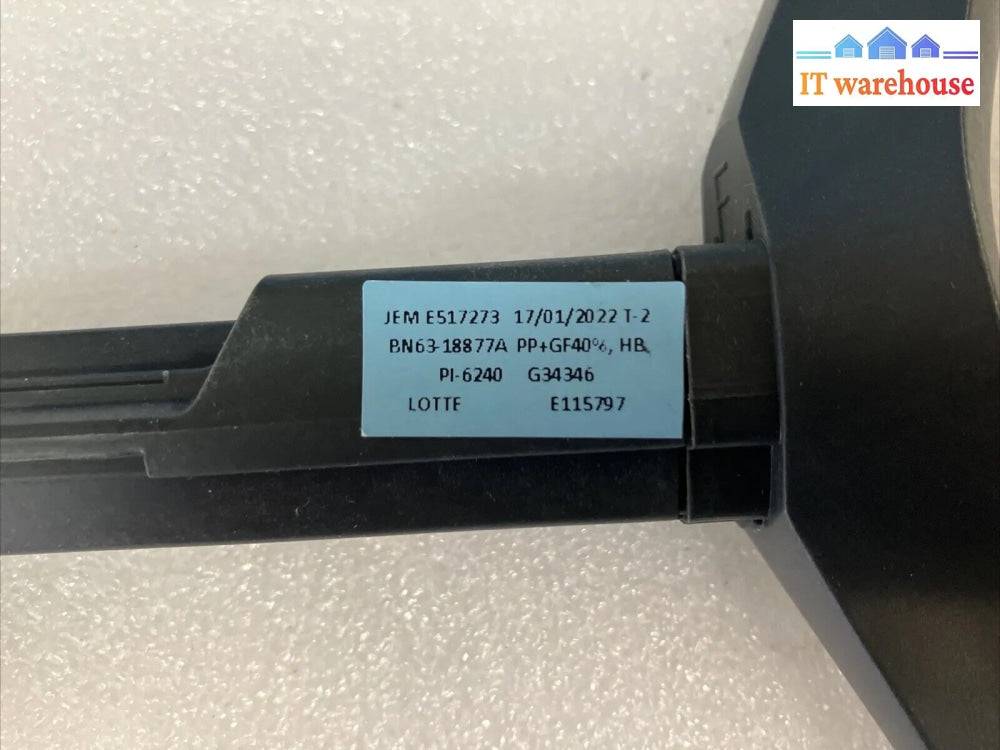 IT warehouse
JEM E517273 17/01/2022 T-2
BN63-18877A PP+GF40%, HB
PI-6240 G34346
LOTTE E115797